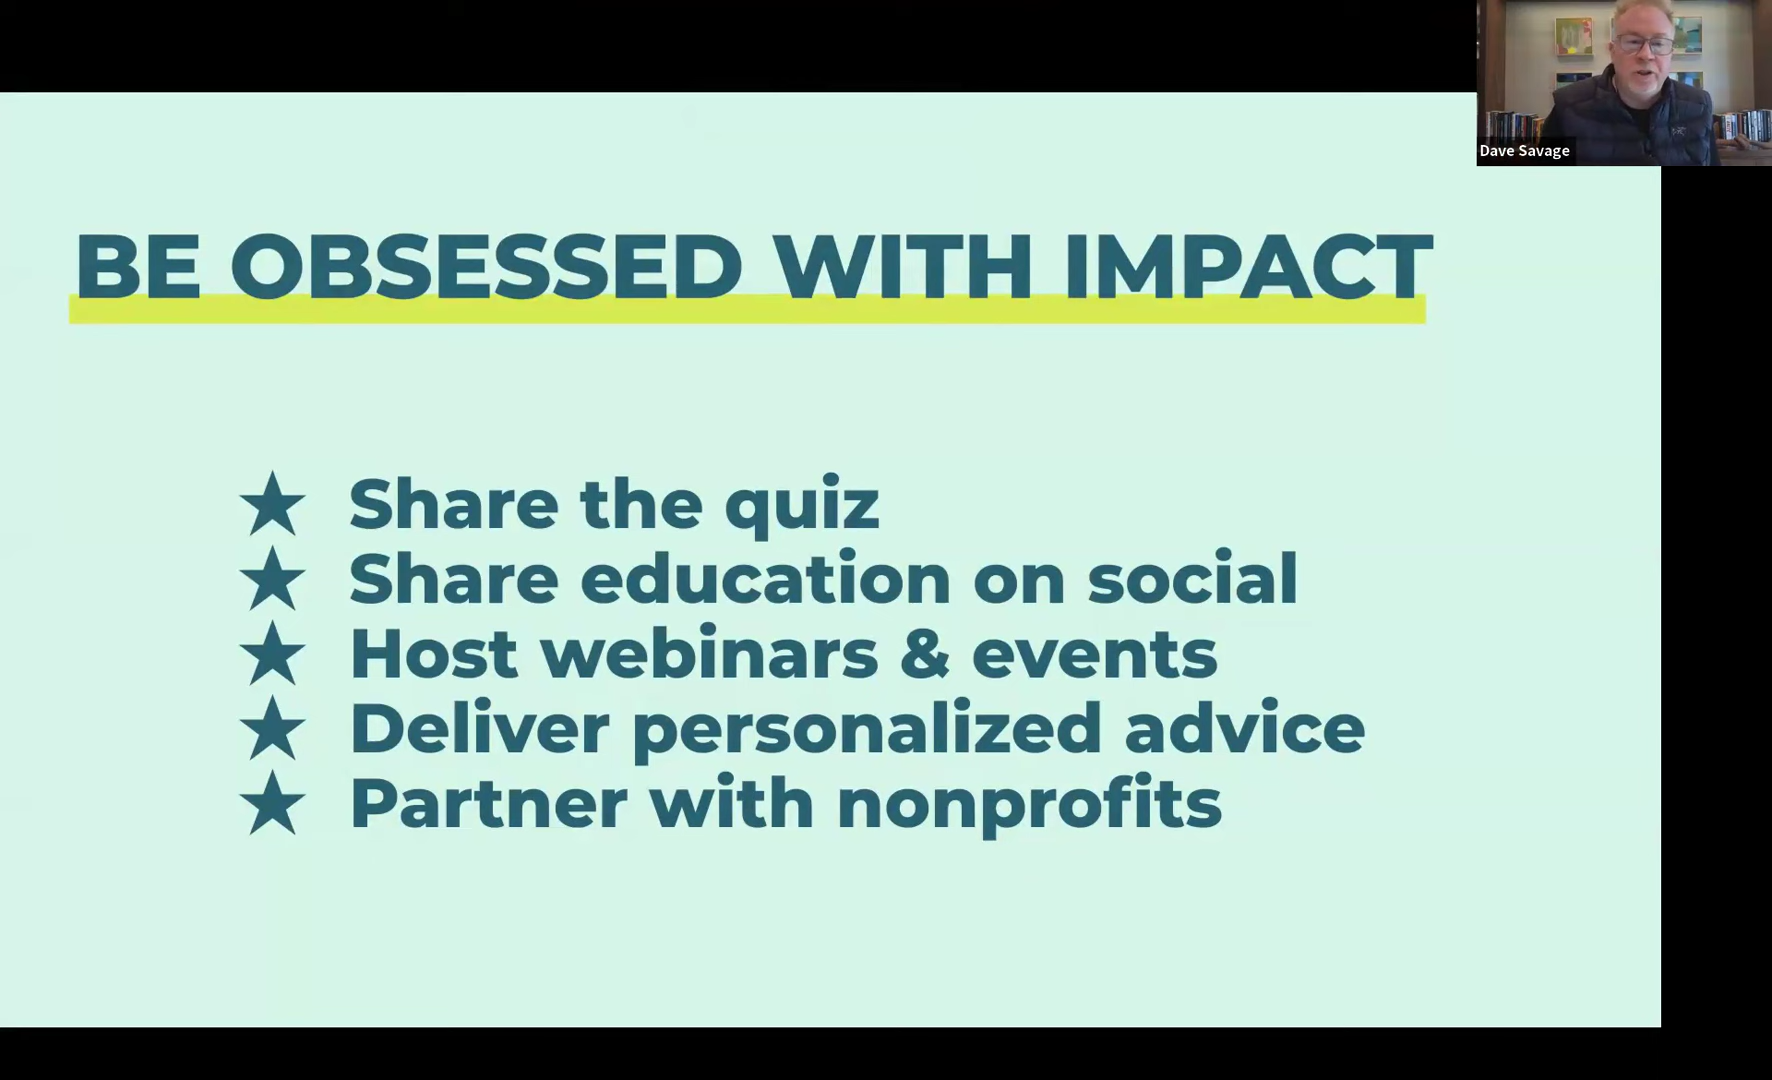 Dave Savage
BE OBSESSED WITH IMPACT
★ Share the quiz
★ Share education on social
★ Host webinars & events
★ Deliver personalized advice
★ Partner with nonprofits